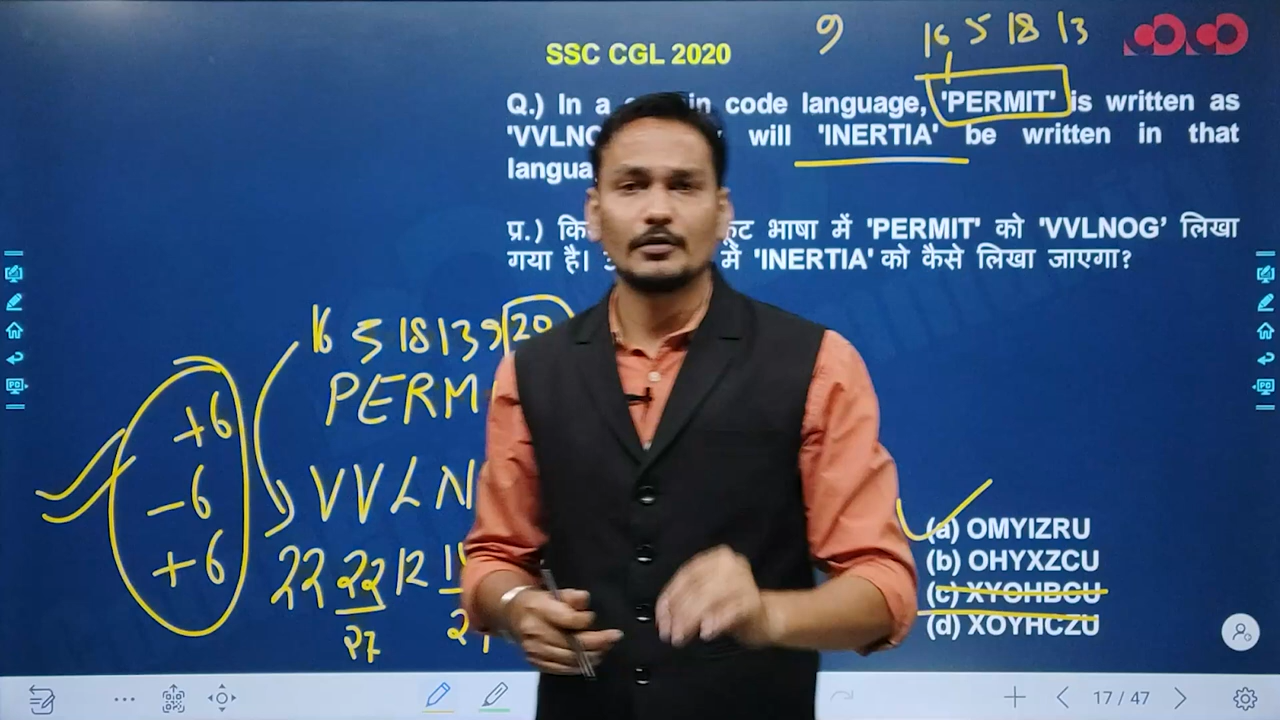 9
16 5 18 13
SSC CGL 2020
Q.) In a in code language, 'PERMIT' is written as
'VVLNO will 'INERTIA' be written in that
langua
प्र.) कि भाषा में 'PERMIT' को 'VVLNOG’ लिखा
गया है। में 'INERTIA' को कैसे लिखा जाएगा?
16 5 18 13 9 20
PERM
VVLN
22 22 12
27
+6
-6
+6
(a) OMYIZRU
(b) OHYXZCU
(c) XYOHBCU
(d) XOYHCZU
17 / 47